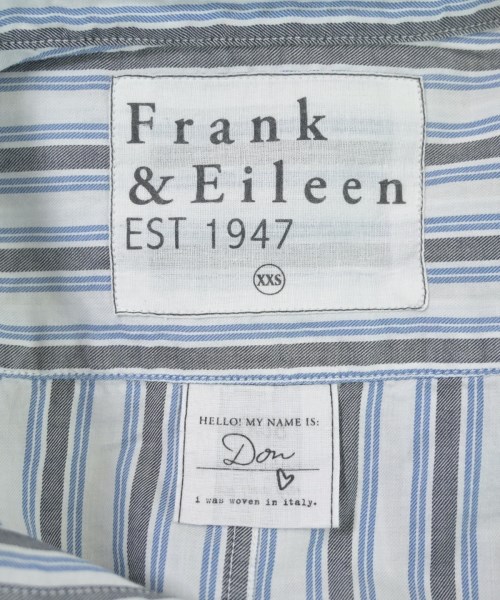 Frank
& Eileen
EST 1947
XXS
HELLO! MY NAME IS:
Don
i was woven in italy.